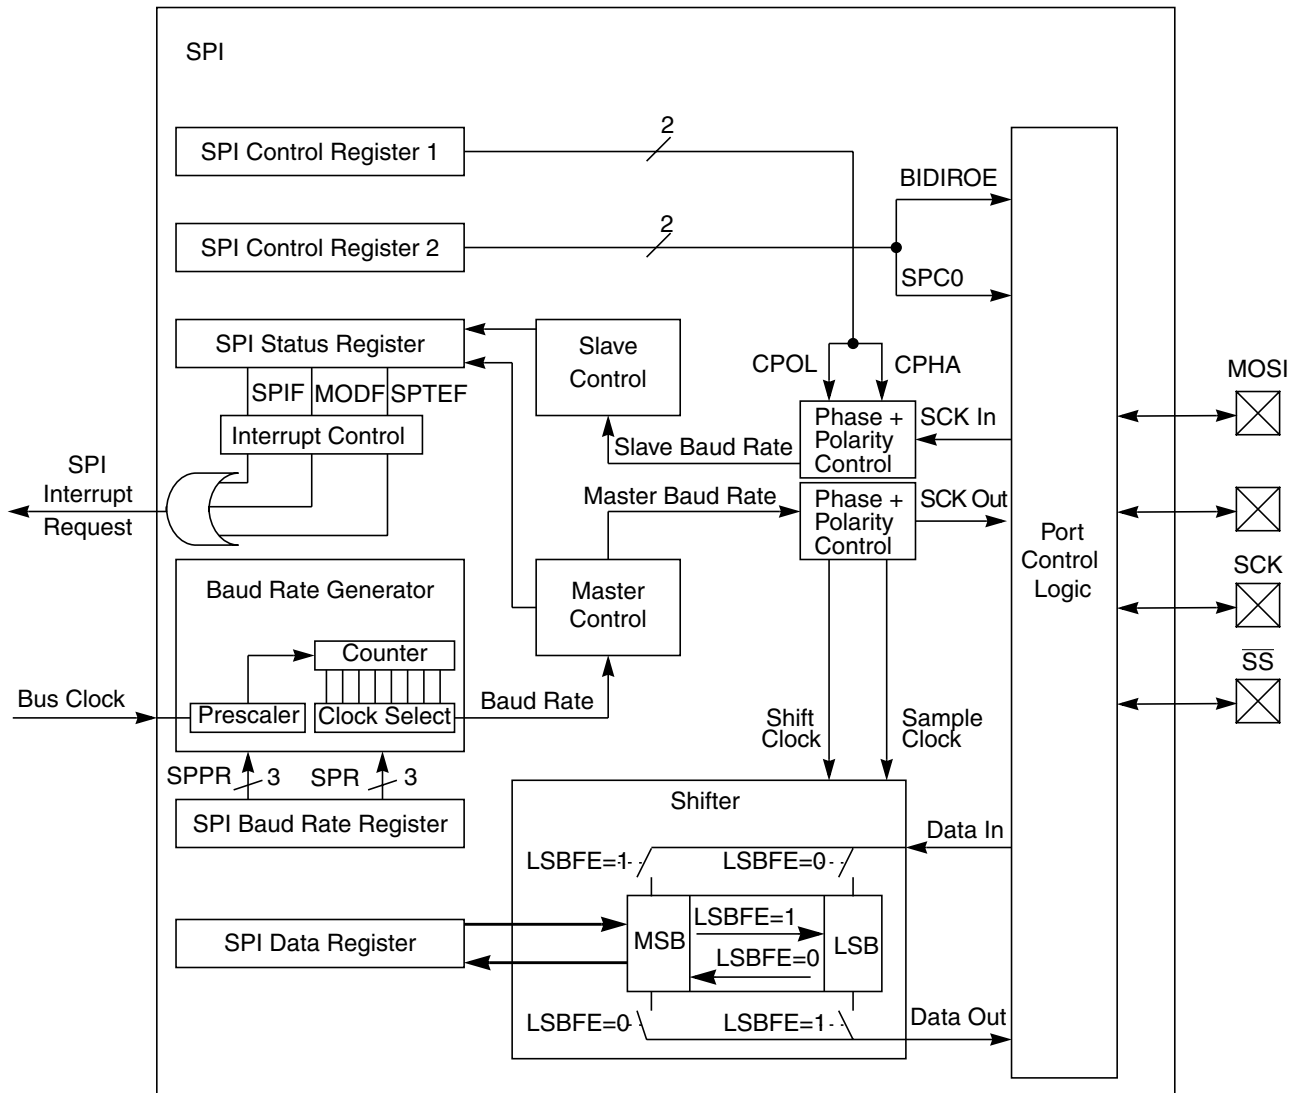 SPI
SPI Control Register 1
2
BIDIROE
SPI Control Register 2
2
SPC0
SPI Status Register
Slave
Control
CPOL
CPHA
MOSI
SPIF
MODF
SPTEF
Interrupt Control
Phase +
Polarity
Control
SCK In
Slave Baud Rate
SPI
Interrupt
Request
Master Baud Rate
Phase +
Polarity
Control
SCK Out
Port
Control
Logic
SCK
Baud Rate Generator
Master
Control
Counter
SS
Bus Clock
Prescaler
Clock Select
Baud Rate
Shift
Clock
Sample
Clock
SPPR
3
SPR
3
SPI Baud Rate Register
Shifter
Data In
LSBFE=1
LSBFE=0
SPI Data Register
MSB
LSBFE=1
LSBFE=0
LSB
LSBFE=0
LSBFE=1
Data Out